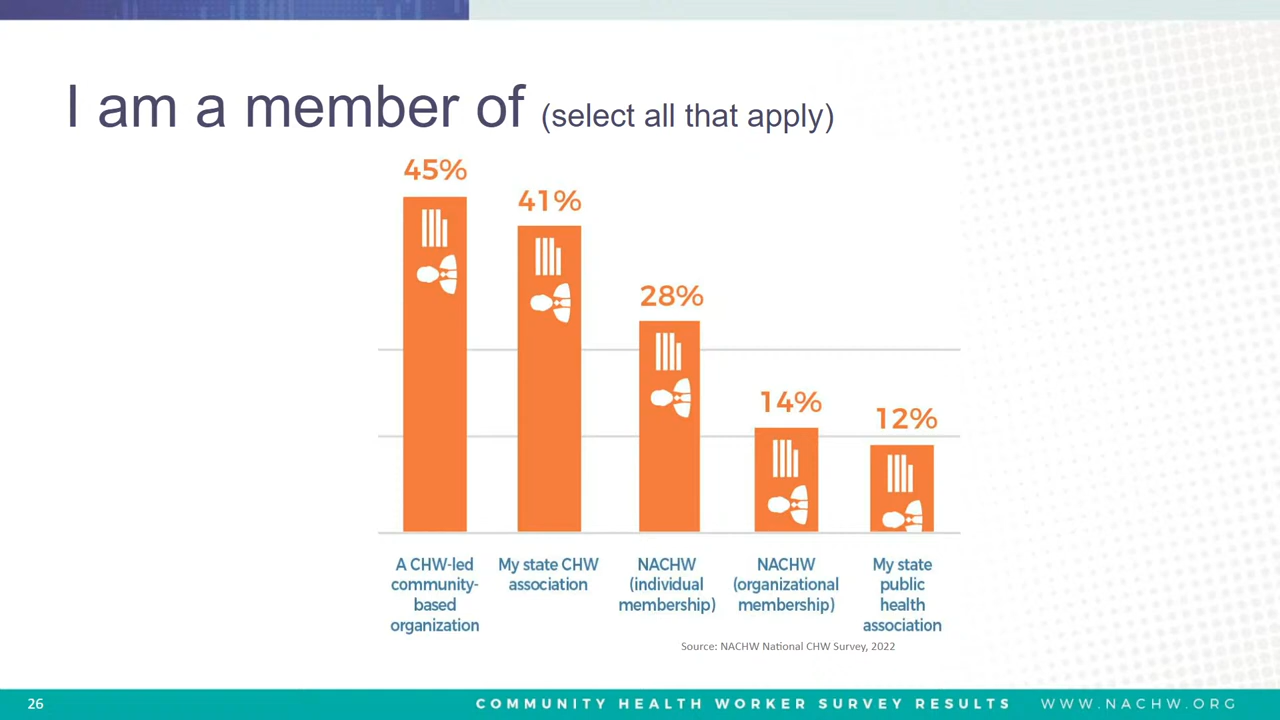 I am a member of (select all that apply)
45%
41%
28%
14%
12%
A CHW-led
community-
based
organization
My state CHW
association
NACHW
(individual
membership)
NACHW
(organizational
membership)
My state
public
health
association
Source: NACHW National CHW Survey, 2022
26
COMMUNITY HEALTH WORKER SURVEY RESULTS WWW.NACHW.ORG